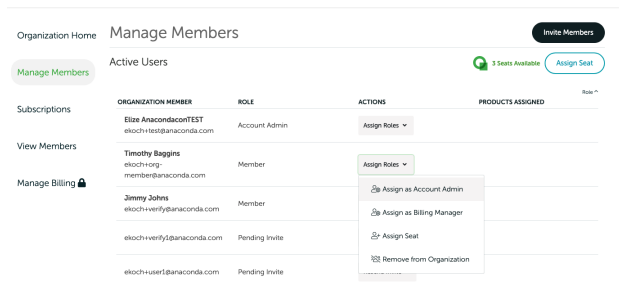 Organization Home
Manage Members
Invite Members
Manage Members
Active Users
3 Seats Available
Assign Seat
Subscriptions
View Members
Manage Billing
Role ^
ORGANIZATION MEMBER ROLE ACTIONS PRODUCTS ASSIGNED
Elize AnacondaconTEST
ekoch+test@anaconda.com
Account Admin
Assign Roles
Timothy Baggins
ekoch+org-
member@anaconda.com
Member
Assign Roles
Assign as Account Admin
Assign as Billing Manager
Assign Seat
Remove from Organization
Jimmy Johns
ekoch+verify@anaconda.com
Member
ekoch+verify1@anaconda.com
Pending Invite
ekoch+user1@anaconda.com
Pending Invite